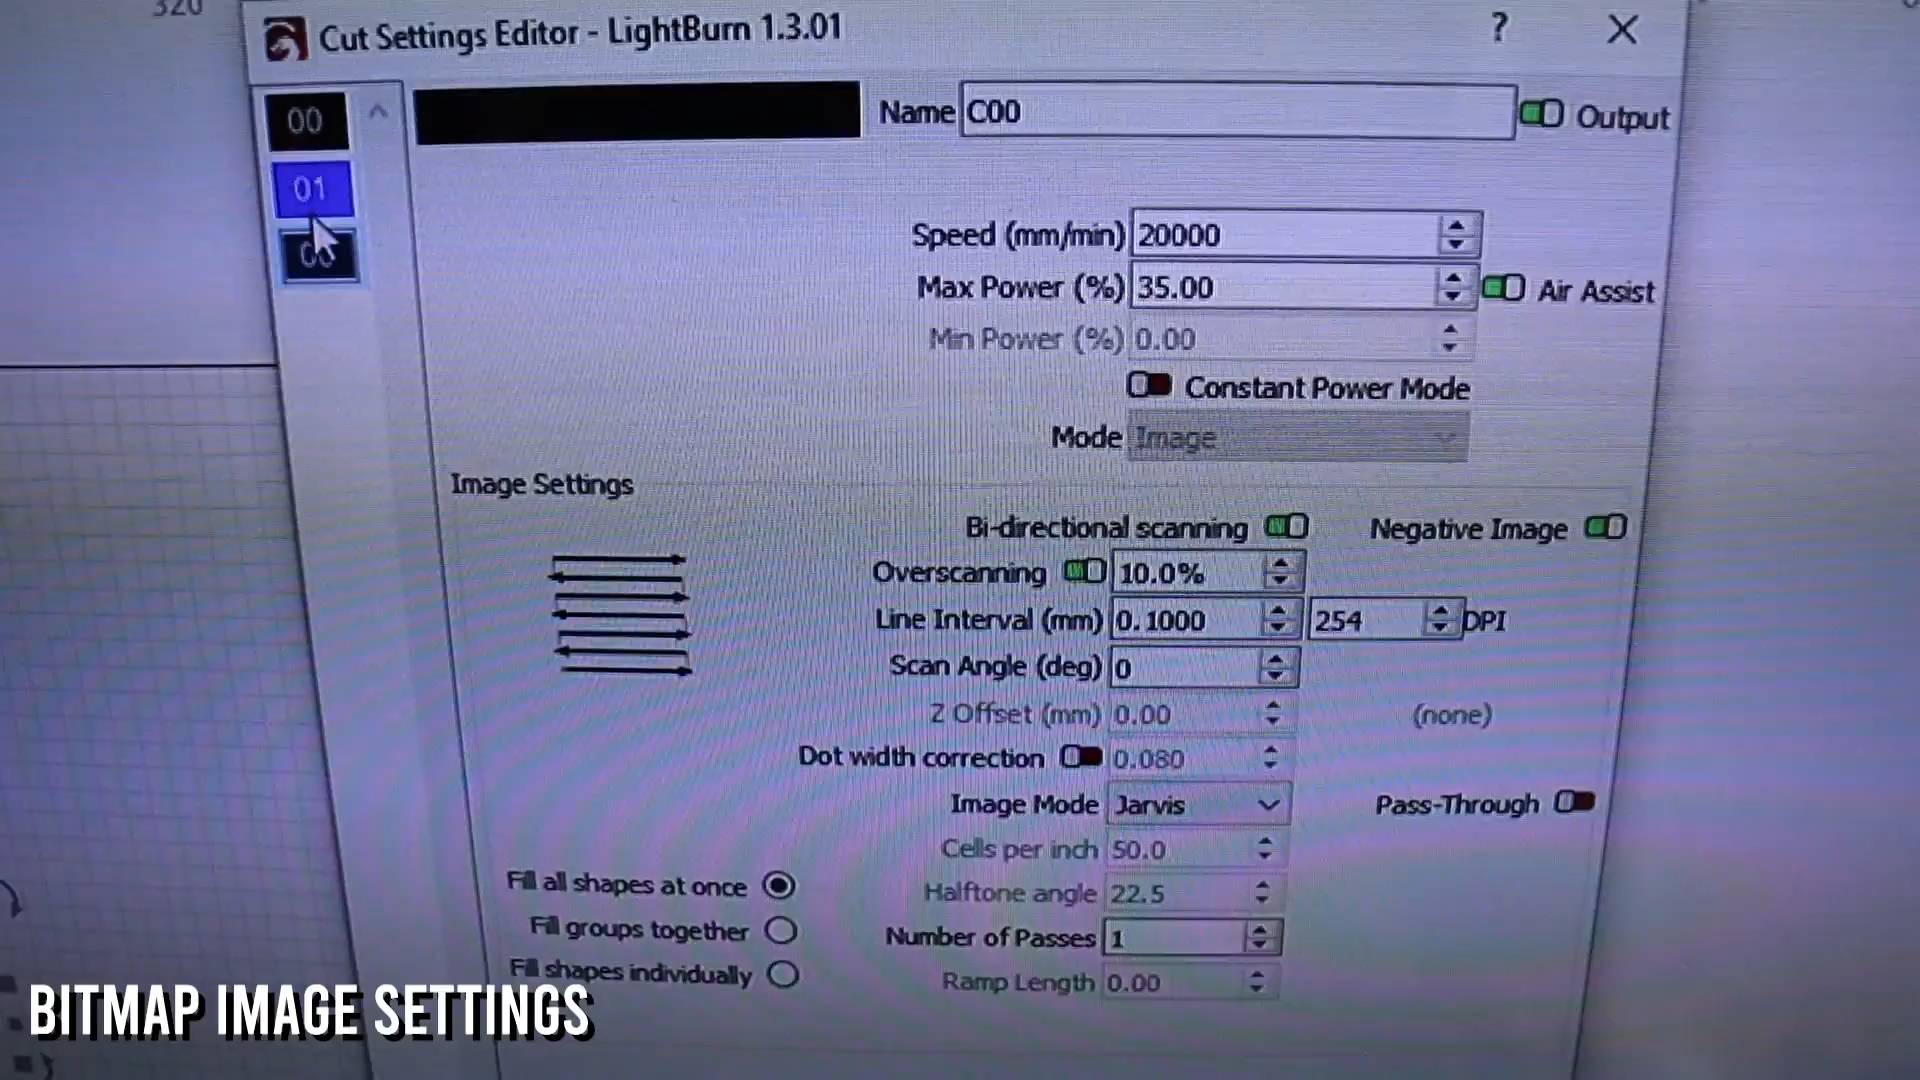 320
Cut Settings Editor - LightBurn 1.3.01 ?
00
Name C00 Output
01
Speed (mm/min) 20000
Max Power (%) 35.00 Air Assist
Min Power (%) 0.00
Constant Power Mode
Mode Image
Image Settings
Bi-directional scanning Negative Image
Overscanning 10.0%
Line Interval (mm) 0.1000 254 DPI
Scan Angle (deg) 0
Z Offset (mm) 0.00 (none)
Dot width correction 0.080
Image Mode Jarvis Pass-Through
Cells per inch 50.0
Fill all shapes at once
Halftone angle 22.5
Fill groups together
Number of Passes 1
Fill shapes individually
Ramp Length 0.00
BITMAP IMAGE SETTINGS